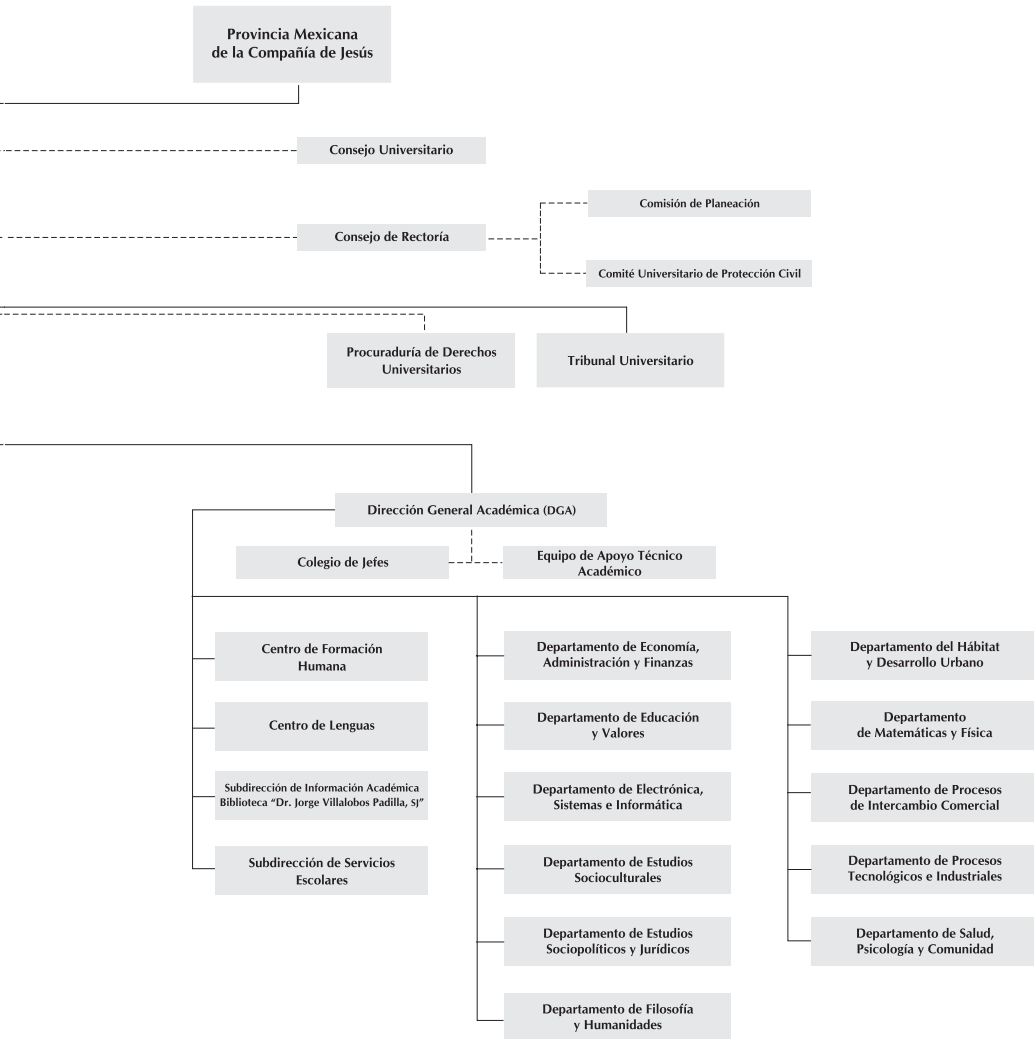 Provincia Mexicana
de la Compañía de Jesús
Consejo Universitario
Comisión de Planeación
Consejo de Rectoría
Comité Universitario de Protección Civil
Procuraduría de Derechos
Universitarios
Tribunal Universitario
Dirección General Académica (DGA)
Colegio de Jefes
Equipo de Apoyo Técnico
Académico
Centro de Formación
Humana
Centro de Lenguas
Subdirección de Información Académica
Biblioteca “Dr. Jorge Villalobos Padilla, SJ”
Subdirección de Servicios
Escolares
Departamento de Economía,
Administración y Finanzas
Departamento de Educación
y Valores
Departamento de Electrónica,
Sistemas e Informática
Departamento de Estudios
Socioculturales
Departamento de Estudios
Sociopolíticos y Jurídicos
Departamento de Filosofía
y Humanidades
Departamento del Hábitat
y Desarrollo Urbano
Departamento
de Matemáticas y Física
Departamento de Procesos
de Intercambio Comercial
Departamento de Procesos
Tecnológicos e Industriales
Departamento de Salud,
Psicología y Comunidad